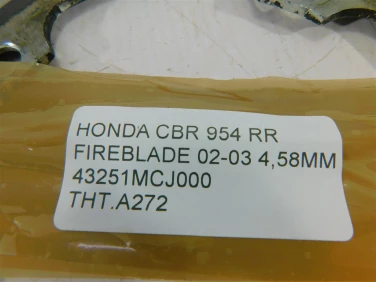 HONDA CBR 954 RR
FIREBLADE 02-03 4,58MM
43251MCJ000
THT.A272